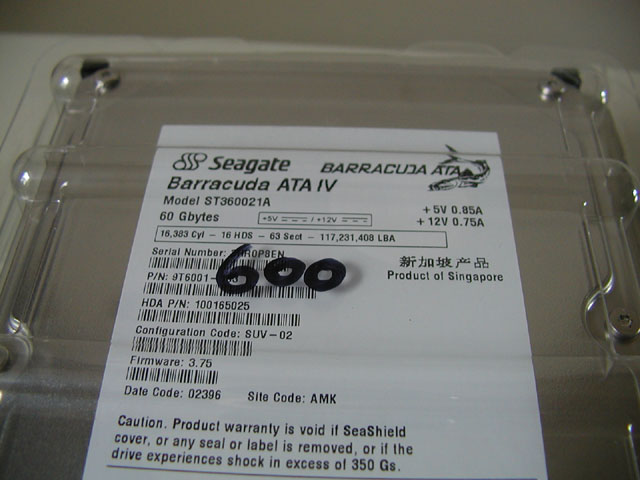 Seagate BARRACUDA ATA
Barracuda ATA IV
Model ST360021A
60 Gbytes +5V +12V +5V 0.85A
+12V 0.75A
16,383 Cyl - 16 HDS - 63 Sect - 117,231,408 LBA
Serial Number:
新加坡产品
Product of Singapore
600
P/N: 9T6001-
HDA P/N: 100165025
Configuration Code: SUV-02
Firmware: 3.75
Date Code: 02396 Site Code: AMK
Caution. Product warranty is void if SeaShield
cover, or any seal or label is removed, or if the
drive experiences shock in excess of 350 Gs.